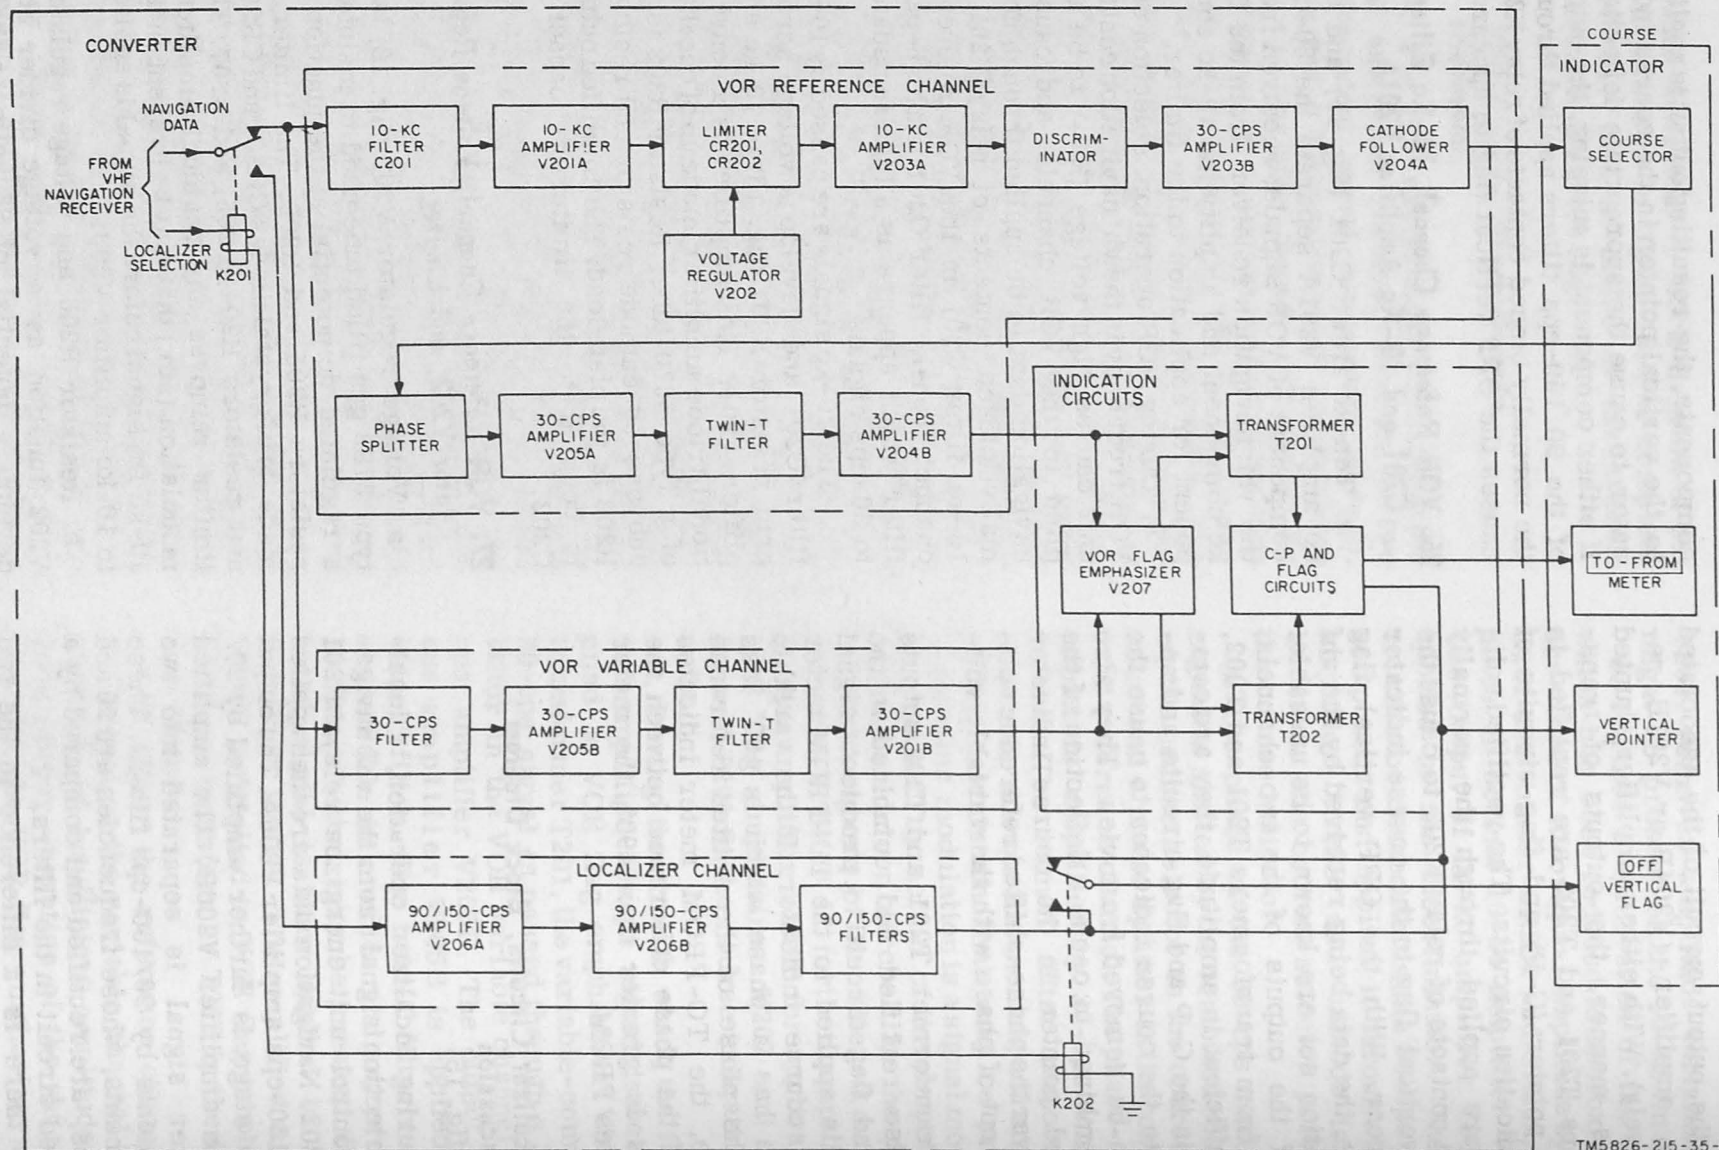 CONVERTER
COURSE
INDICATOR
NAVIGATION
DATA
FROM
VHF
NAVIGATION
RECEIVER
LOCALIZER
SELECTION
K201
VOR REFERENCE CHANNEL
10-KC
FILTER
C201
10-KC
AMPLIFIER
V201A
LIMITER
CR201,
CR202
10-KC
AMPLIFIER
V203A
DISCRIM-
INATOR
30-CPS
AMPLIFIER
V203B
CATHODE
FOLLOWER
V204A
COURSE
SELECTOR
VOLTAGE
REGULATOR
V202
PHASE
SPLITTER
30-CPS
AMPLIFIER
V205A
TWIN-T
FILTER
30-CPS
AMPLIFIER
V204B
INDICATION
CIRCUITS
TRANSFORMER
T201
VOR FLAG
EMPHASIZER
V207
C-P AND
FLAG
CIRCUITS
TO-FROM
METER
VOR VARIABLE CHANNEL
30-CPS
FILTER
30-CPS
AMPLIFIER
V205B
TWIN-T
FILTER
30-CPS
AMPLIFIER
V201B
TRANSFORMER
T202
VERTICAL
POINTER
LOCALIZER CHANNEL
90/150-CPS
AMPLIFIER
V206A
90/150-CPS
AMPLIFIER
V206B
90/150-CPS
FILTERS
OFF
VERTICAL
FLAG
K202
TM5826-215-35-